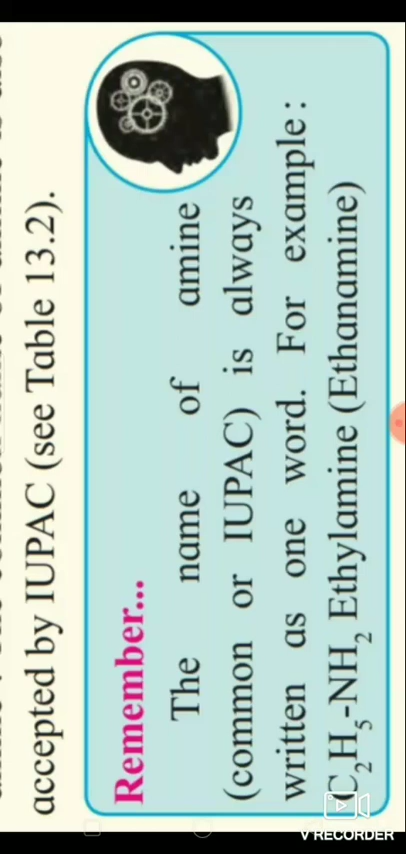 accepted by IUPAC (see Table 13.2).
Remember...
The name of amine
(common or IUPAC) is always
written as one word. For example :
C₂H₅-NH₂ Ethylamine (Ethanamine)
V RECORDER